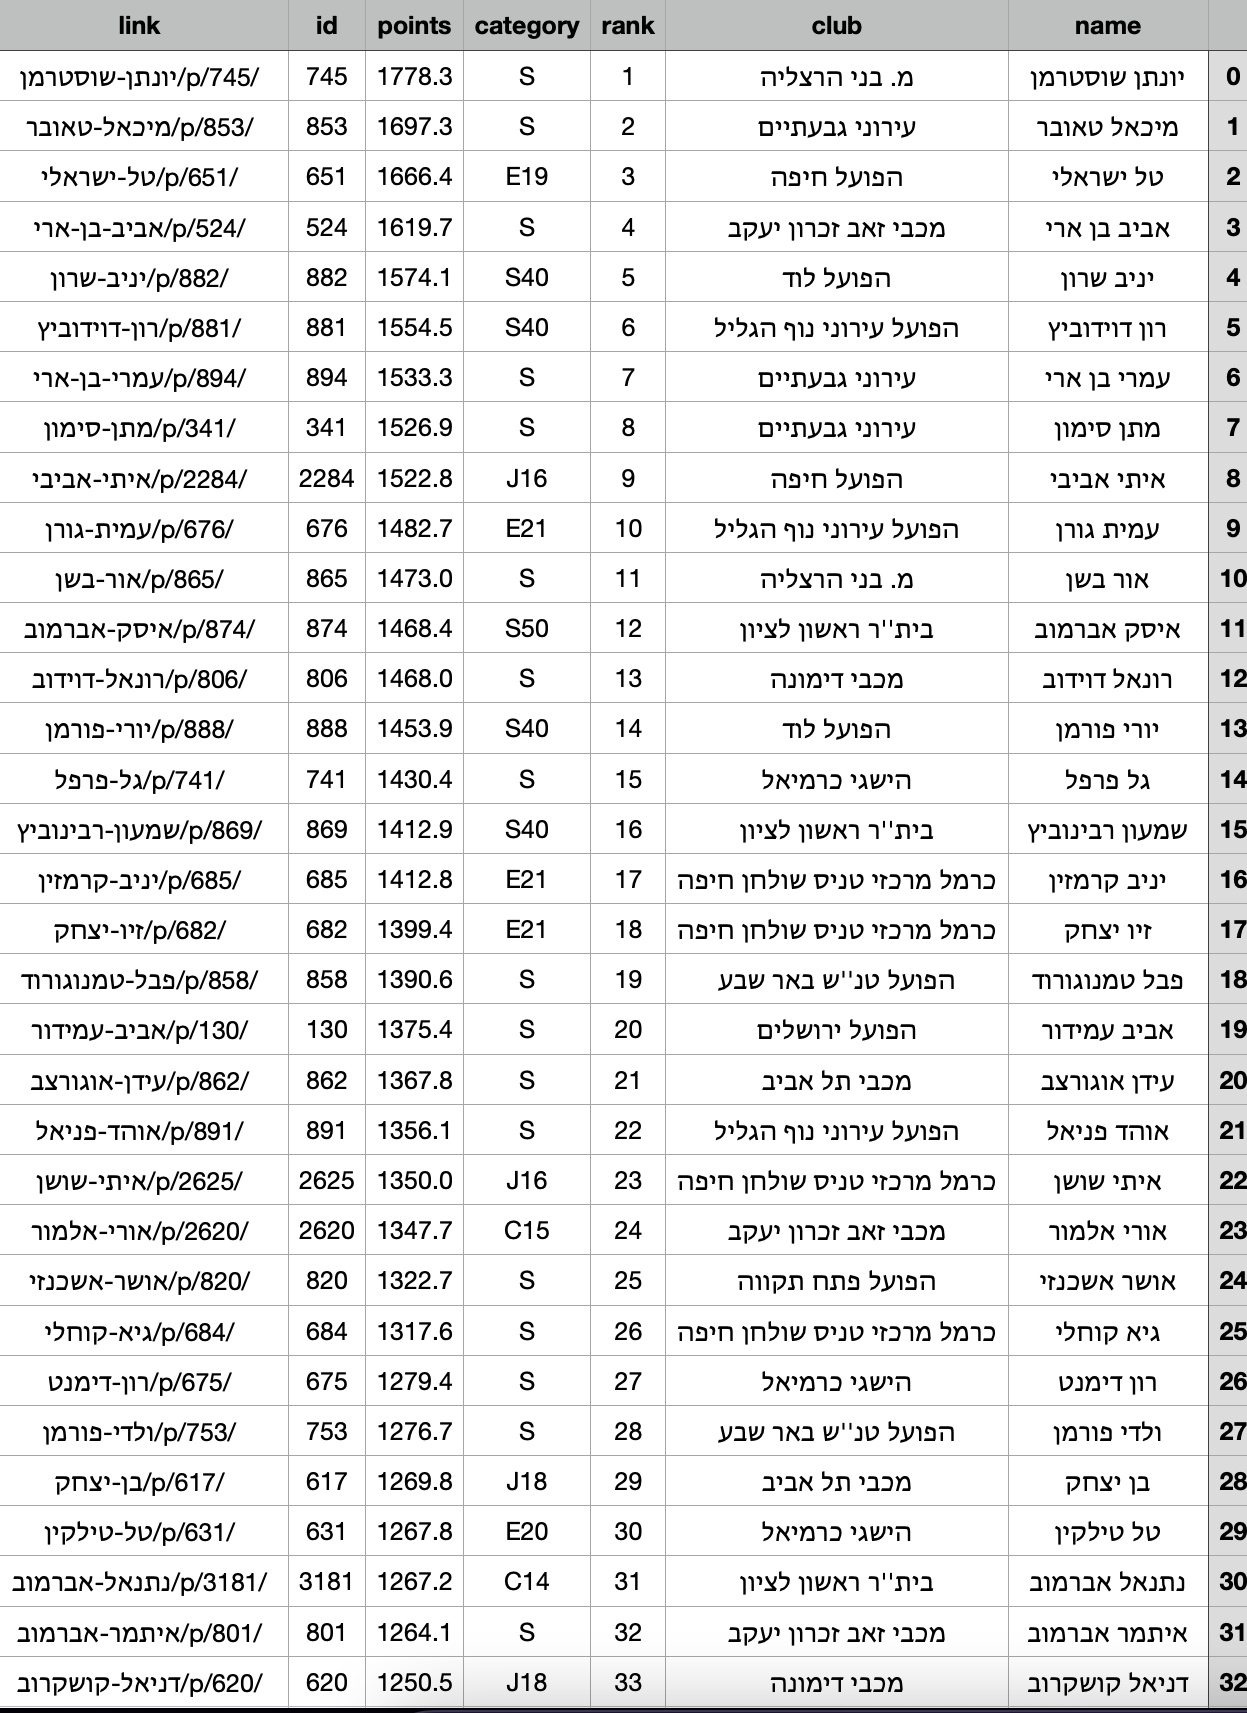 name club rank category points id link
0 יונתן שוסטרמן מ. בני הרצליה 1 S 1778.3 745 /p/745/יונתן-שוסטרמן
1 מיכאל טאובר עירוני גבעתיים 2 S 1697.3 853 /p/853/מיכאל-טאובר
2 טל ישראלי הפועל חיפה 3 E19 1666.4 651 /p/651/טל-ישראלי
3 אביב בן ארי מכבי זאב זכרון יעקב 4 S 1619.7 524 /p/524/אביב-בן-ארי
4 יניב שרון הפועל לוד 5 S40 1574.1 882 /p/882/יניב-שרון
5 רון דוידוביץ הפועל עירוני נוף הגליל 6 S40 1554.5 881 /p/881/רון-דוידוביץ
6 עמרי בן ארי עירוני גבעתיים 7 S 1533.3 894 /p/894/עמרי-בן-ארי
7 מתן סימון עירוני גבעתיים 8 S 1526.9 341 /p/341/מתן-סימון
8 איתי אביבי הפועל חיפה 9 J16 1522.8 2284 /p/2284/איתי-אביבי
9 עמית גורן הפועל עירוני נוף הגליל 10 E21 1482.7 676 /p/676/עמית-גורן
10 אור בשן מ. בני הרצליה 11 S 1473.0 865 /p/865/אור-בשן
11 איסק אברמוב בית''ר ראשון לציון 12 S50 1468.4 874 /p/874/איסק-אברמוב
12 רונאל דוידוב מכבי דימונה 13 S 1468.0 806 /p/806/רונאל-דוידוב
13 יורי פורמן הפועל לוד 14 S40 1453.9 888 /p/888/יורי-פורמן
14 גל פרפל הישגי כרמיאל 15 S 1430.4 741 /p/741/גל-פרפל
15 שמעון רבינוביץ בית''ר ראשון לציון 16 S40 1412.9 869 /p/869/שמעון-רבינוביץ
16 יניב קרמזין כרמל מרכזי טניס שולחן חיפה 17 E21 1412.8 685 /p/685/יניב-קרמזין
17 זיו יצחק כרמל מרכזי טניס שולחן חיפה 18 E21 1399.4 682 /p/682/זיו-יצחק
18 פבל טמנוגורוד הפועל טנ''ש באר שבע 19 S 1390.6 858 /p/858/פבל-טמנוגורוד
19 אביב עמידור הפועל ירושלים 20 S 1375.4 130 /p/130/אביב-עמידור
20 עידן אוגורצב מכבי תל אביב 21 S 1367.8 862 /p/862/עידן-אוגורצב
21 אוהד פניאל הפועל עירוני נוף הגליל 22 S 1356.1 891 /p/891/אוהד-פניאל
22 איתי שושן כרמל מרכזי טניס שולחן חיפה 23 J16 1350.0 2625 /p/2625/איתי-שושן
23 אורי אלמור מכבי זאב זכרון יעקב 24 C15 1347.7 2620 /p/2620/אורי-אלמור
24 אושר אשכנזי הפועל פתח תקווה 25 S 1322.7 820 /p/820/אושר-אשכנזי
25 גיא קוחלי כרמל מרכזי טניס שולחן חיפה 26 S 1317.6 684 /p/684/גיא-קוחלי
26 רון דימנט הישגי כרמיאל 27 S 1279.4 675 /p/675/רון-דימנט
27 ולדי פורמן הפועל טנ''ש באר שבע 28 S 1276.7 753 /p/753/ולדי-פורמן
28 בן יצחק מכבי תל אביב 29 J18 1269.8 617 /p/617/בן-יצחק
29 טל טילקין הישגי כרמיאל 30 E20 1267.8 631 /p/631/טל-טילקין
30 נתנאל אברמוב בית''ר ראשון לציון 31 C14 1267.2 3181 /p/3181/נתנאל-אברמוב
31 איתמר אברמוב מכבי זאב זכרון יעקב 32 S 1264.1 801 /p/801/איתמר-אברמוב
32 דניאל קושקרוב מכבי דימונה 33 J18 1250.5 620 /p/620/דניאל-קושקרוב